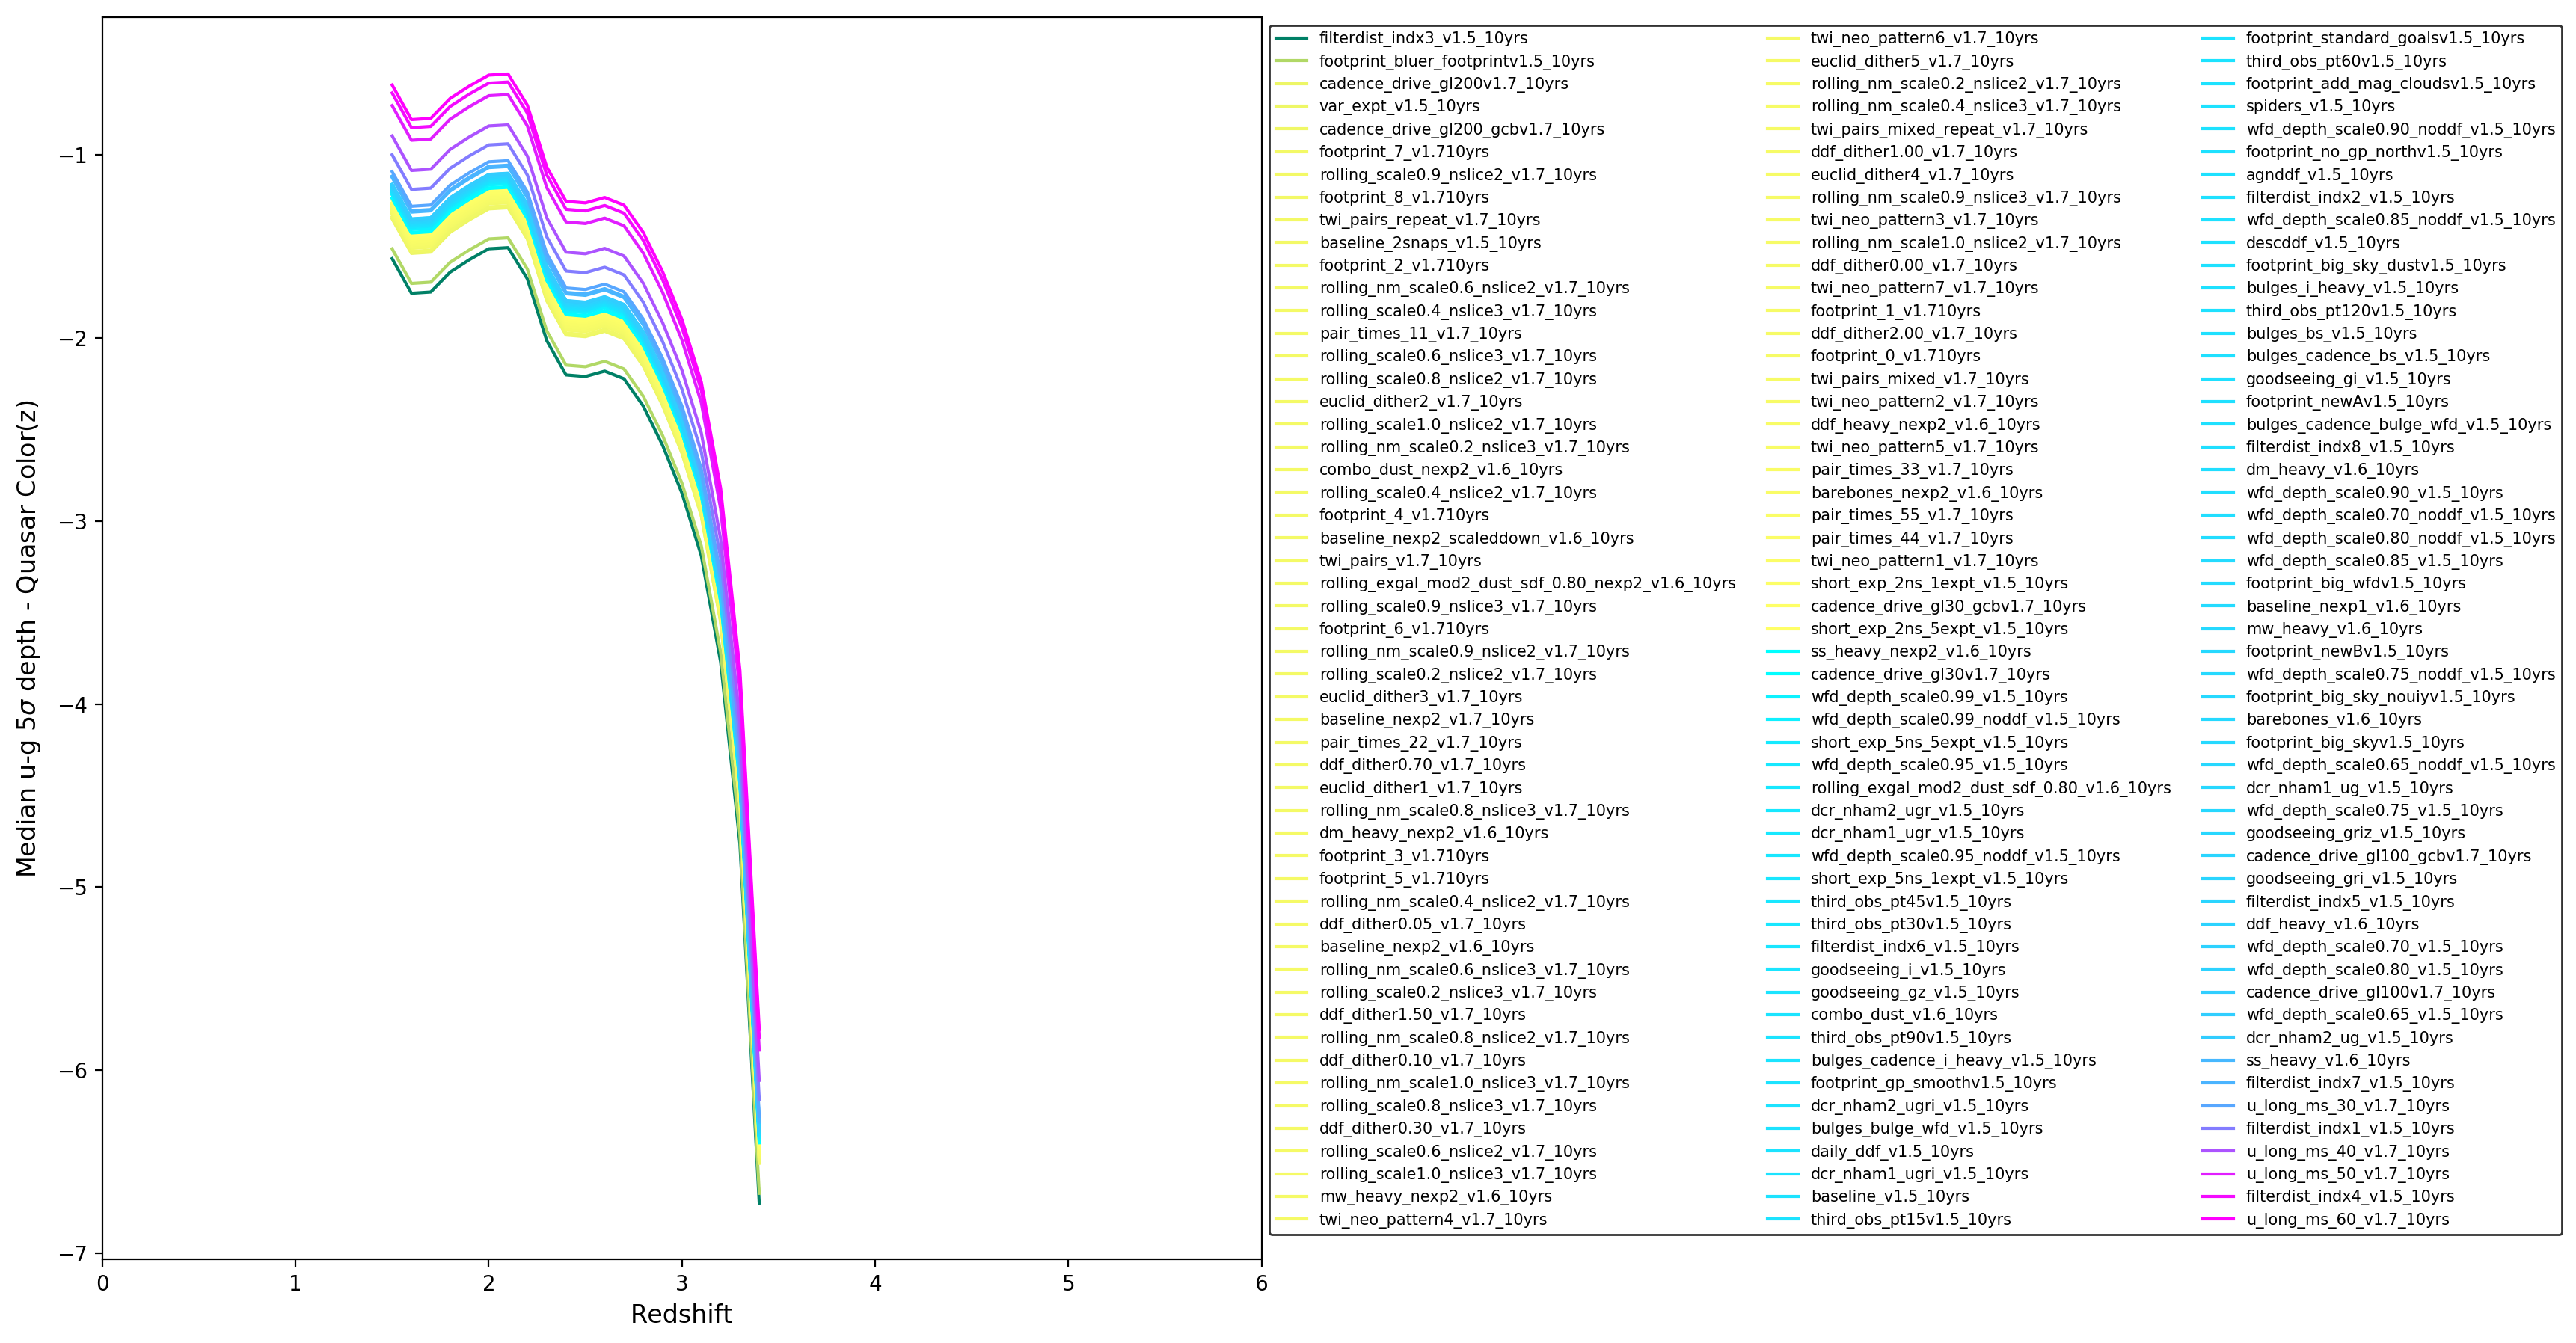 Median u-g 5σ depth - Quasar Color(z)
−1
−2
−3
−4
−5
−6
−7
0
1
2
3
4
5
6
Redshift
filterdist_indx3_v1.5_10yrs
footprint_bluer_footprintv1.5_10yrs
cadence_drive_gl200v1.7_10yrs
var_expt_v1.5_10yrs
cadence_drive_gl200_gcbv1.7_10yrs
footprint_7_v1.710yrs
rolling_scale0.9_nslice2_v1.7_10yrs
footprint_8_v1.710yrs
twi_pairs_repeat_v1.7_10yrs
baseline_2snaps_v1.5_10yrs
footprint_2_v1.710yrs
rolling_nm_scale0.6_nslice2_v1.7_10yrs
rolling_scale0.4_nslice3_v1.7_10yrs
pair_times_11_v1.7_10yrs
rolling_scale0.6_nslice3_v1.7_10yrs
rolling_scale0.8_nslice2_v1.7_10yrs
euclid_dither2_v1.7_10yrs
rolling_scale1.0_nslice2_v1.7_10yrs
rolling_nm_scale0.2_nslice3_v1.7_10yrs
combo_dust_nexp2_v1.6_10yrs
rolling_scale0.4_nslice2_v1.7_10yrs
footprint_4_v1.710yrs
baseline_nexp2_scaleddown_v1.6_10yrs
twi_pairs_v1.7_10yrs
rolling_exgal_mod2_dust_sdf_0.80_nexp2_v1.6_10yrs
rolling_scale0.9_nslice3_v1.7_10yrs
footprint_6_v1.710yrs
rolling_nm_scale0.9_nslice2_v1.7_10yrs
rolling_scale0.2_nslice2_v1.7_10yrs
euclid_dither3_v1.7_10yrs
baseline_nexp2_v1.7_10yrs
pair_times_22_v1.7_10yrs
ddf_dither0.70_v1.7_10yrs
euclid_dither1_v1.7_10yrs
rolling_nm_scale0.8_nslice3_v1.7_10yrs
dm_heavy_nexp2_v1.6_10yrs
footprint_3_v1.710yrs
footprint_5_v1.710yrs
rolling_nm_scale0.4_nslice2_v1.7_10yrs
ddf_dither0.05_v1.7_10yrs
baseline_nexp2_v1.6_10yrs
rolling_nm_scale0.6_nslice3_v1.7_10yrs
rolling_scale0.2_nslice3_v1.7_10yrs
ddf_dither1.50_v1.7_10yrs
rolling_nm_scale0.8_nslice2_v1.7_10yrs
ddf_dither0.10_v1.7_10yrs
rolling_nm_scale1.0_nslice3_v1.7_10yrs
rolling_scale0.8_nslice3_v1.7_10yrs
ddf_dither0.30_v1.7_10yrs
rolling_scale0.6_nslice2_v1.7_10yrs
rolling_scale1.0_nslice3_v1.7_10yrs
mw_heavy_nexp2_v1.6_10yrs
twi_neo_pattern4_v1.7_10yrs
twi_neo_pattern6_v1.7_10yrs
euclid_dither5_v1.7_10yrs
rolling_nm_scale0.2_nslice2_v1.7_10yrs
rolling_nm_scale0.4_nslice3_v1.7_10yrs
twi_pairs_mixed_repeat_v1.7_10yrs
ddf_dither1.00_v1.7_10yrs
euclid_dither4_v1.7_10yrs
rolling_nm_scale0.9_nslice3_v1.7_10yrs
twi_neo_pattern3_v1.7_10yrs
rolling_nm_scale1.0_nslice2_v1.7_10yrs
ddf_dither0.00_v1.7_10yrs
twi_neo_pattern7_v1.7_10yrs
footprint_1_v1.710yrs
ddf_dither2.00_v1.7_10yrs
footprint_0_v1.710yrs
twi_pairs_mixed_v1.7_10yrs
twi_neo_pattern2_v1.7_10yrs
ddf_heavy_nexp2_v1.6_10yrs
twi_neo_pattern5_v1.7_10yrs
pair_times_33_v1.7_10yrs
barebones_nexp2_v1.6_10yrs
pair_times_55_v1.7_10yrs
pair_times_44_v1.7_10yrs
twi_neo_pattern1_v1.7_10yrs
short_exp_2ns_1expt_v1.5_10yrs
cadence_drive_gl30_gcbv1.7_10yrs
short_exp_2ns_5expt_v1.5_10yrs
ss_heavy_nexp2_v1.6_10yrs
cadence_drive_gl30v1.7_10yrs
wfd_depth_scale0.99_v1.5_10yrs
wfd_depth_scale0.99_noddf_v1.5_10yrs
short_exp_5ns_5expt_v1.5_10yrs
wfd_depth_scale0.95_v1.5_10yrs
rolling_exgal_mod2_dust_sdf_0.80_v1.6_10yrs
dcr_nham2_ugr_v1.5_10yrs
dcr_nham1_ugr_v1.5_10yrs
wfd_depth_scale0.95_noddf_v1.5_10yrs
short_exp_5ns_1expt_v1.5_10yrs
third_obs_pt45v1.5_10yrs
third_obs_pt30v1.5_10yrs
filterdist_indx6_v1.5_10yrs
goodseeing_i_v1.5_10yrs
goodseeing_gz_v1.5_10yrs
combo_dust_v1.6_10yrs
third_obs_pt90v1.5_10yrs
bulges_cadence_i_heavy_v1.5_10yrs
footprint_gp_smoothv1.5_10yrs
dcr_nham2_ugri_v1.5_10yrs
bulges_bulge_wfd_v1.5_10yrs
daily_ddf_v1.5_10yrs
dcr_nham1_ugri_v1.5_10yrs
baseline_v1.5_10yrs
third_obs_pt15v1.5_10yrs
footprint_standard_goalsv1.5_10yrs
third_obs_pt60v1.5_10yrs
footprint_add_mag_cloudsv1.5_10yrs
spiders_v1.5_10yrs
wfd_depth_scale0.90_noddf_v1.5_10yrs
footprint_no_gp_northv1.5_10yrs
agnddf_v1.5_10yrs
filterdist_indx2_v1.5_10yrs
wfd_depth_scale0.85_noddf_v1.5_10yrs
descddf_v1.5_10yrs
footprint_big_sky_dustv1.5_10yrs
bulges_i_heavy_v1.5_10yrs
third_obs_pt120v1.5_10yrs
bulges_bs_v1.5_10yrs
bulges_cadence_bs_v1.5_10yrs
goodseeing_gi_v1.5_10yrs
footprint_newAv1.5_10yrs
bulges_cadence_bulge_wfd_v1.5_10yrs
filterdist_indx8_v1.5_10yrs
dm_heavy_v1.6_10yrs
wfd_depth_scale0.90_v1.5_10yrs
wfd_depth_scale0.70_noddf_v1.5_10yrs
wfd_depth_scale0.80_noddf_v1.5_10yrs
wfd_depth_scale0.85_v1.5_10yrs
footprint_big_wfdv1.5_10yrs
baseline_nexp1_v1.6_10yrs
mw_heavy_v1.6_10yrs
footprint_newBv1.5_10yrs
wfd_depth_scale0.75_noddf_v1.5_10yrs
footprint_big_sky_nouiyv1.5_10yrs
barebones_v1.6_10yrs
footprint_big_skyv1.5_10yrs
wfd_depth_scale0.65_noddf_v1.5_10yrs
dcr_nham1_ug_v1.5_10yrs
wfd_depth_scale0.75_v1.5_10yrs
goodseeing_griz_v1.5_10yrs
cadence_drive_gl100_gcbv1.7_10yrs
goodseeing_gri_v1.5_10yrs
filterdist_indx5_v1.5_10yrs
ddf_heavy_v1.6_10yrs
wfd_depth_scale0.70_v1.5_10yrs
wfd_depth_scale0.80_v1.5_10yrs
cadence_drive_gl100v1.7_10yrs
wfd_depth_scale0.65_v1.5_10yrs
dcr_nham2_ug_v1.5_10yrs
ss_heavy_v1.6_10yrs
filterdist_indx7_v1.5_10yrs
u_long_ms_30_v1.7_10yrs
filterdist_indx1_v1.5_10yrs
u_long_ms_40_v1.7_10yrs
u_long_ms_50_v1.7_10yrs
filterdist_indx4_v1.5_10yrs
u_long_ms_60_v1.7_10yrs